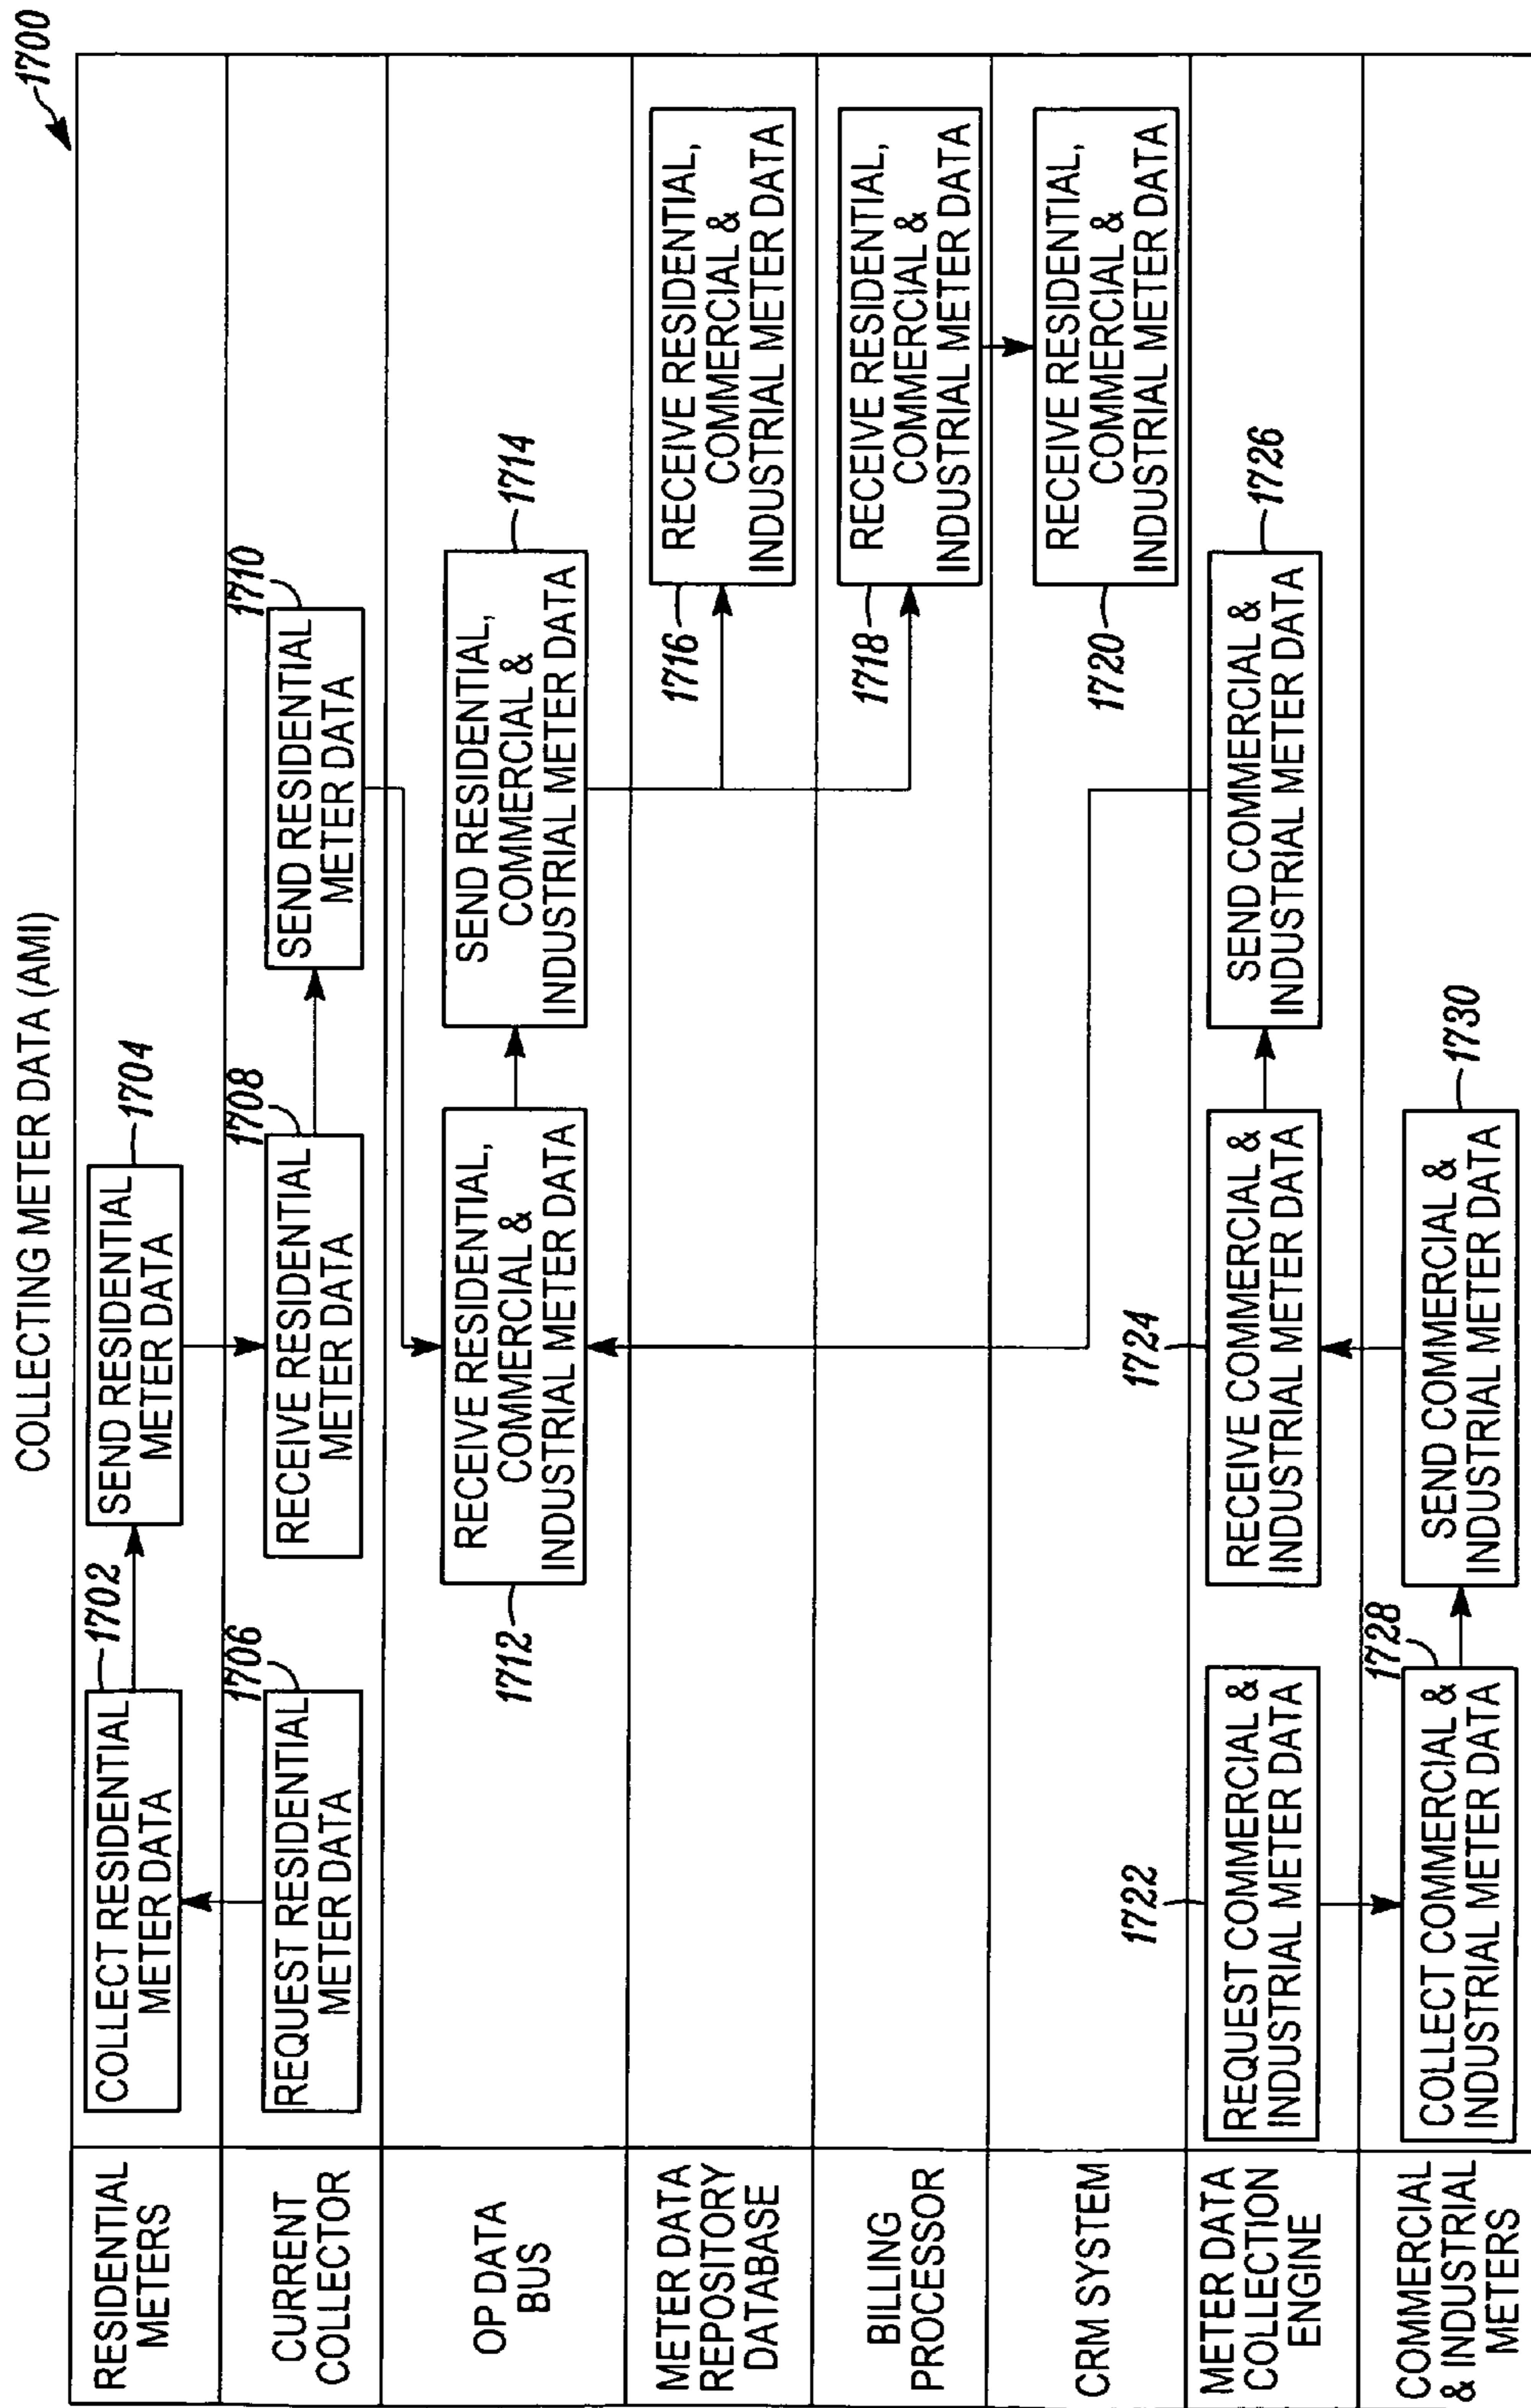 COLLECTING METER DATA (AMI)
1700
RESIDENTIAL
METERS
COLLECT RESIDENTIAL
METER DATA
1702
SEND RESIDENTIAL
METER DATA
1704
CURRENT
COLLECTOR
REQUEST RESIDENTIAL
METER DATA
1706
RECEIVE RESIDENTIAL
METER DATA
1708
SEND RESIDENTIAL
METER DATA
1710
OP DATA
BUS
1712
RECEIVE RESIDENTIAL,
COMMERCIAL &
INDUSTRIAL METER DATA
SEND RESIDENTIAL,
COMMERCIAL &
INDUSTRIAL METER DATA
1714
METER DATA
REPOSITORY
DATABASE
1716
RECEIVE RESIDENTIAL,
COMMERCIAL &
INDUSTRIAL METER DATA
BILLING
PROCESSOR
1718
RECEIVE RESIDENTIAL,
COMMERCIAL &
INDUSTRIAL METER DATA
CRM SYSTEM
1720
RECEIVE RESIDENTIAL,
COMMERCIAL &
INDUSTRIAL METER DATA
METER DATA
COLLECTION
ENGINE
1722
REQUEST COMMERCIAL &
INDUSTRIAL METER DATA
1724
RECEIVE COMMERCIAL &
INDUSTRIAL METER DATA
SEND COMMERCIAL &
INDUSTRIAL METER DATA
1726
COMMERCIAL
& INDUSTRIAL
METERS
COLLECT COMMERCIAL &
INDUSTRIAL METER DATA
1728
SEND COMMERCIAL &
INDUSTRIAL METER DATA
1730